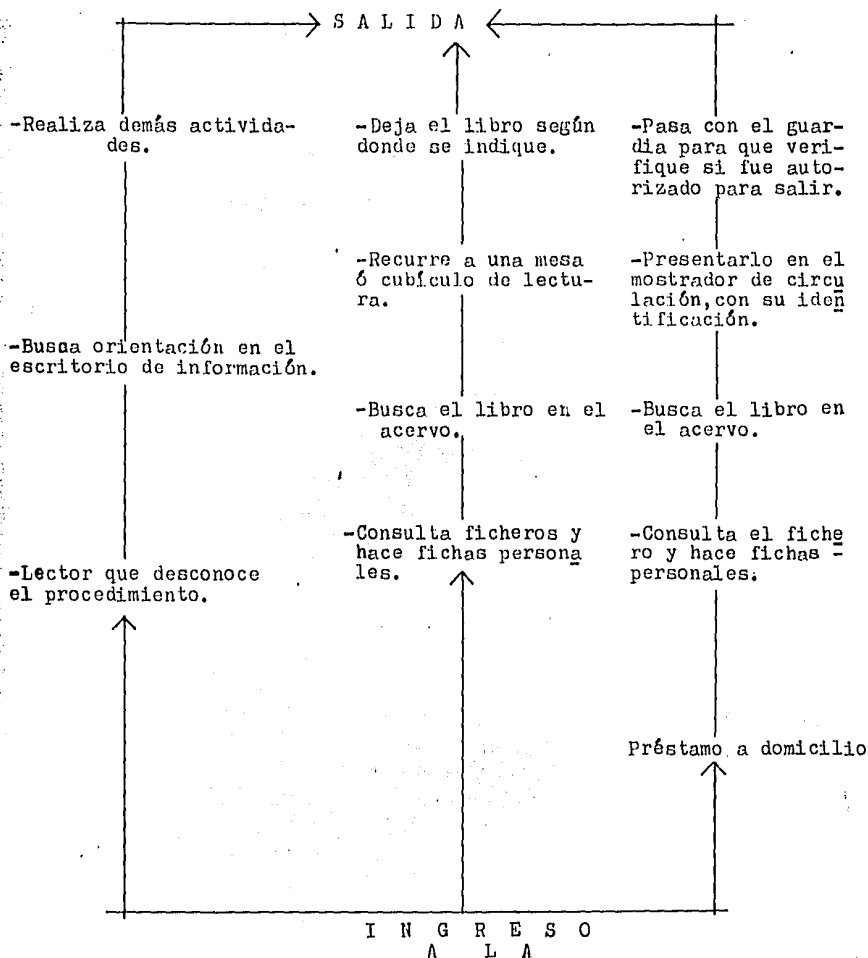 S A L I D A
-Realiza demás activida-
des.
-Busca orientación en el
escritorio de información.
-Lector que desconoce
el procedimiento.
-Deja el libro según
donde se indique.
-Recurre a una mesa
ó cubículo de lectu-
ra.
-Busca el libro en el
acervo.
-Consulta ficheros y
hace fichas persona
les.
-Pasa con el guar-
dia para que veri-
fique si fue auto-
rizado para salir.
-Presentarlo en el
mostrador de circu
lación,con su iden
tificación.
-Busca el libro en
el acervo.
-Consulta el fiche
ro y hace fichas -
personales.
Préstamo a domicilio
I N G R E S O
A L A